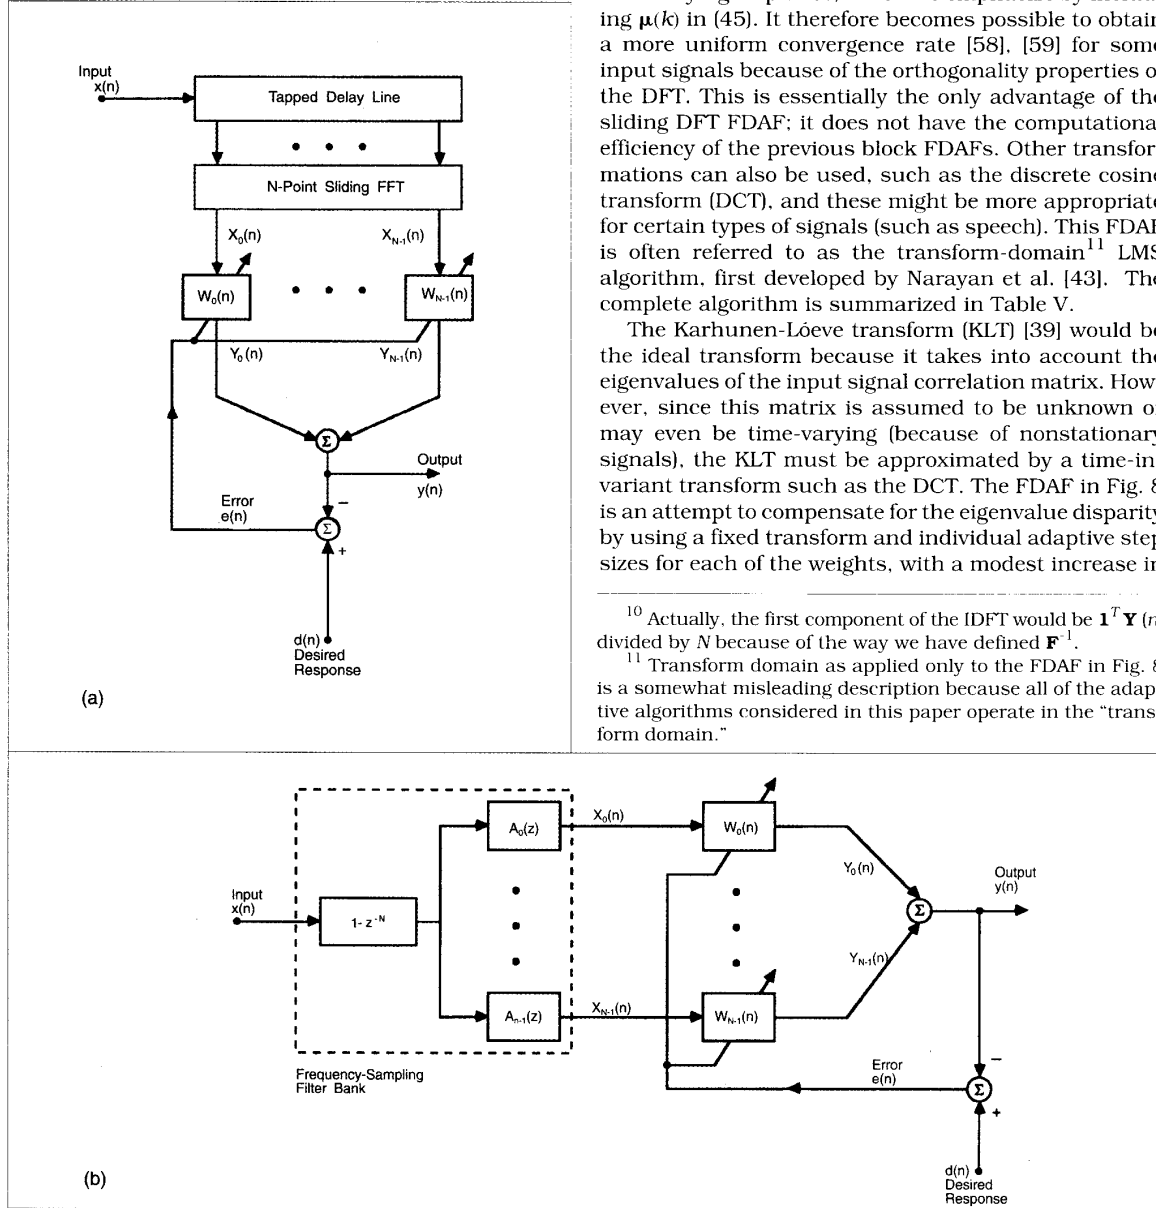 Input
x(n)
Tapped Delay Line
N-Point Sliding FFT
X₀(n)
X_{N-1}(n)
W₀(n)
W_{N-1}(n)
Y₀(n)
Y_{N-1}(n)
Σ
Output
y(n)
−
Error
e(n)
Σ
+
d(n)
Desired
Response
(a)
ing μ(k) in (45). It therefore becomes possible to obtain
a more uniform convergence rate [58], [59] for some
input signals because of the orthogonality properties o
the DFT. This is essentially the only advantage of the
sliding DFT FDAF; it does not have the computationa
efficiency of the previous block FDAFs. Other transfor
mations can also be used, such as the discrete cosine
transform (DCT), and these might be more appropriate
for certain types of signals (such as speech). This FDAF
is often referred to as the transform-domain¹¹ LMS
algorithm, first developed by Narayan et al. [43]. The
complete algorithm is summarized in Table V.
The Karhunen-Lóeve transform (KLT) [39] would be
the ideal transform because it takes into account the
eigenvalues of the input signal correlation matrix. How
ever, since this matrix is assumed to be unknown or
may even be time-varying (because of nonstationary
signals), the KLT must be approximated by a time-in
variant transform such as the DCT. The FDAF in Fig. 8
is an attempt to compensate for the eigenvalue disparity
by using a fixed transform and individual adaptive step
sizes for each of the weights, with a modest increase in
¹⁰ Actually, the first component of the IDFT would be 1ᵀY (n
divided by N because of the way we have defined F⁻¹.
¹¹ Transform domain as applied only to the FDAF in Fig. 8
is a somewhat misleading description because all of the adap
tive algorithms considered in this paper operate in the "trans
form domain."
Input
x(n)
1- z⁻ᴺ
A₀(z)
A_{n-1}(z)
Frequency-Sampling
Filter Bank
X₀(n)
X_{N-1}(n)
W₀(n)
W_{N-1}(n)
Y₀(n)
Y_{N-1}(n)
Σ
Output
y(n)
Error
e(n)
−
Σ
+
d(n)
Desired
Response
(b)